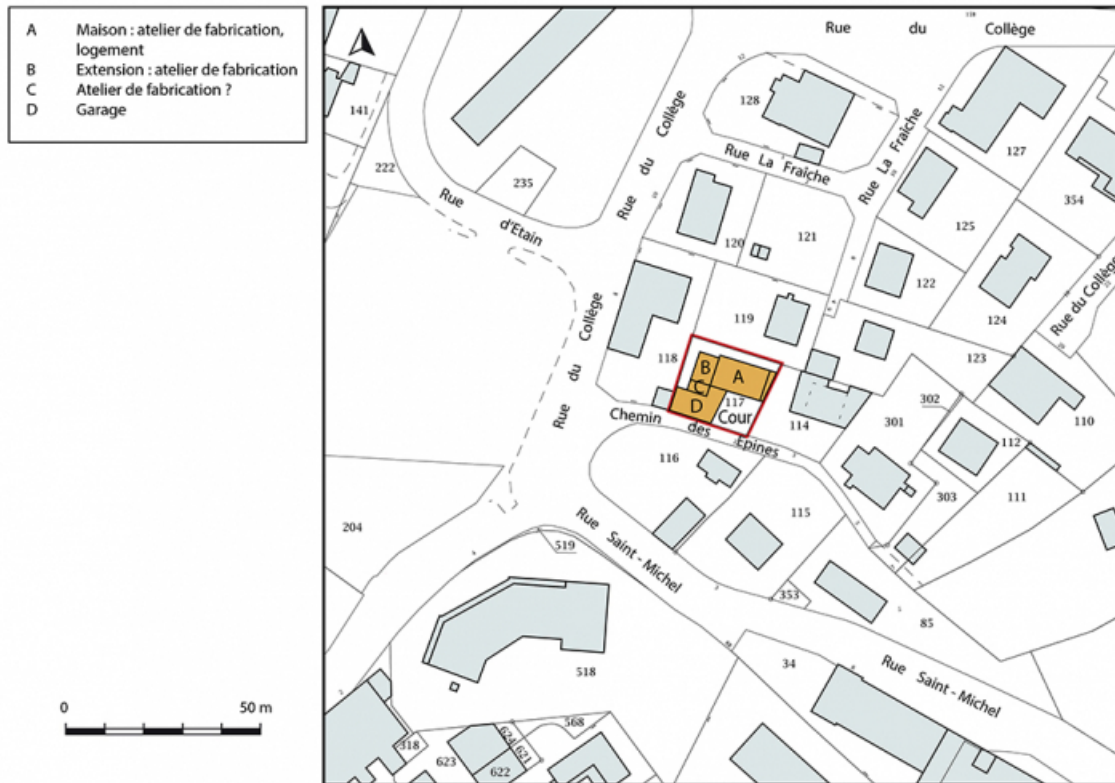 A Maison : atelier de fabrication,
logement
B Extension : atelier de fabrication
C Atelier de fabrication ?
D Garage
0 50 m
Rue du Collège
141
222
235
Rue
d'Etain
Rue du Collège
128
Rue La Fraîche
Rue La Fraîche
127
354
125
120
121
122
124
Rue du Collège
119
118
Rue du Collège
123
B
A
C
D
117
Cour
Chemin des Epines
114
302
301
112
110
116
303
111
115
204
519
Rue Saint - Michel
353
85
518
34
Rue Saint-Michel
568
318
623
624
621
622